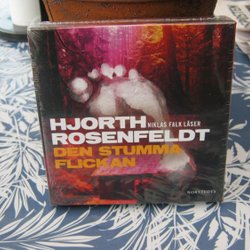 HJORTH
NIKLAS FALK LÄSER
ROSENFELDT
DEN STUMMA
FLICKAN
NORSTEDTS